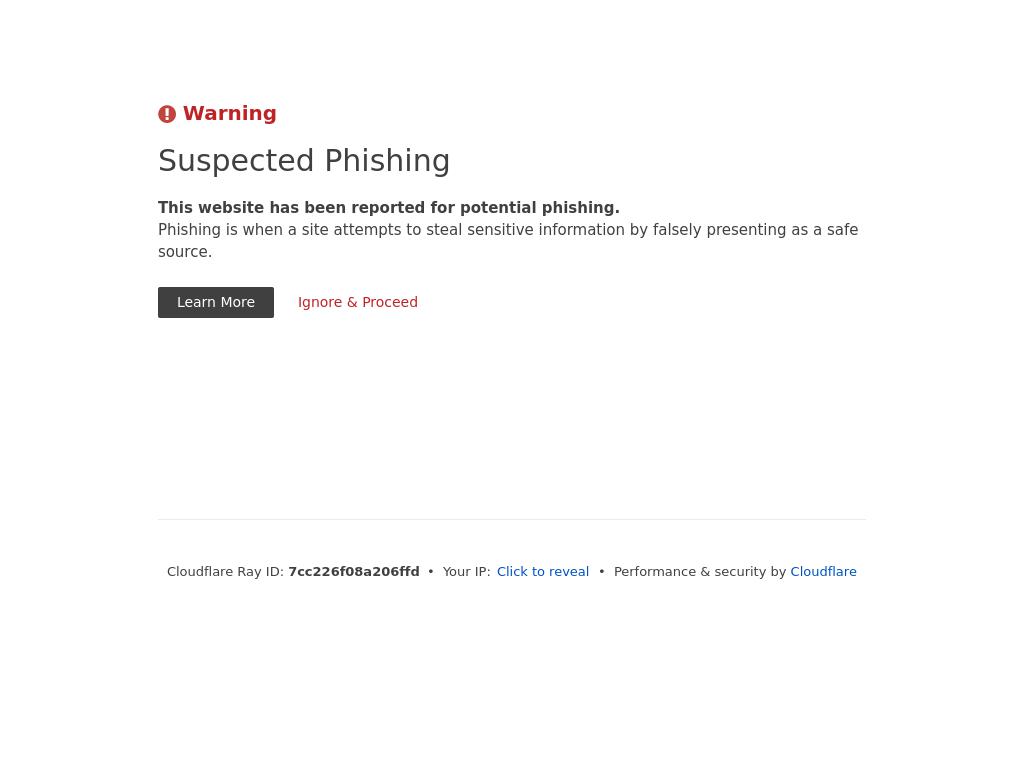 Warning
Suspected Phishing
This website has been reported for potential phishing.
Phishing is when a site attempts to steal sensitive information by falsely presenting as a safe
source.
Learn More Ignore & Proceed
Cloudflare Ray ID: 7cc226f08a206ffd • Your IP: Click to reveal • Performance & security by Cloudflare